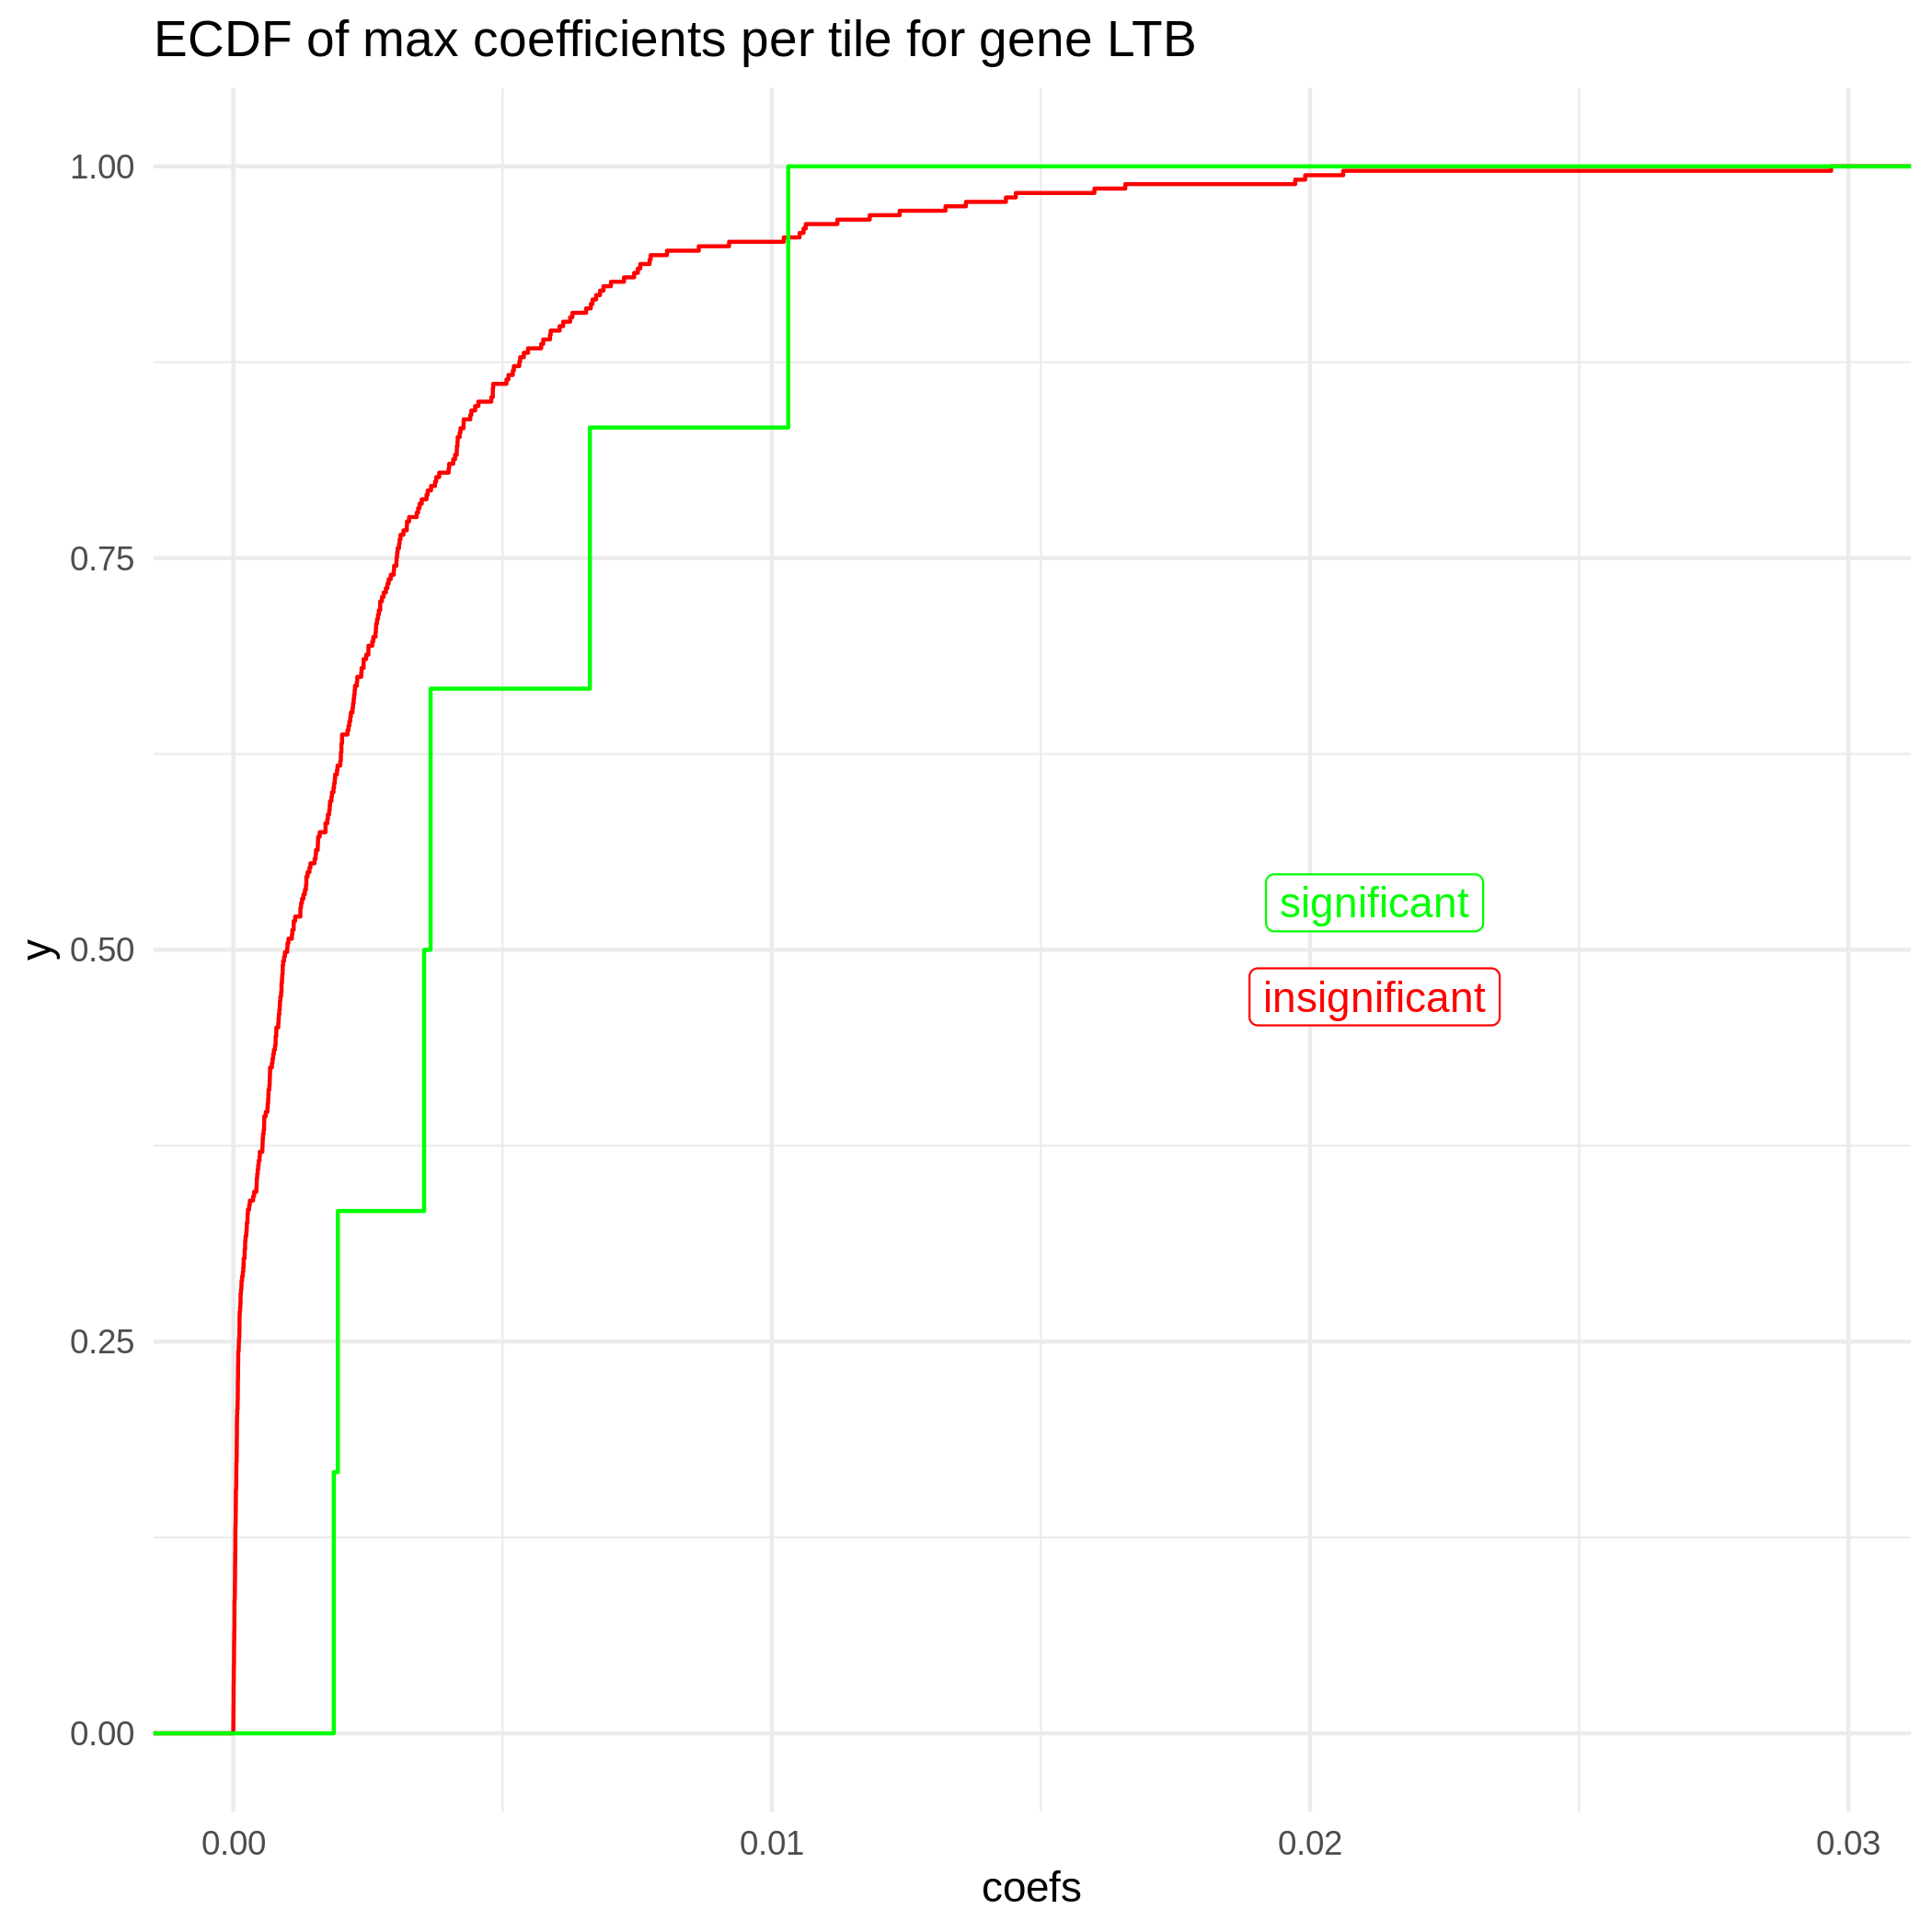 ECDF of max coefficients per tile for gene LTB
y
1.00
0.75
0.50
0.25
0.00
significant
insignificant
0.00 0.01 0.02 0.03
coefs